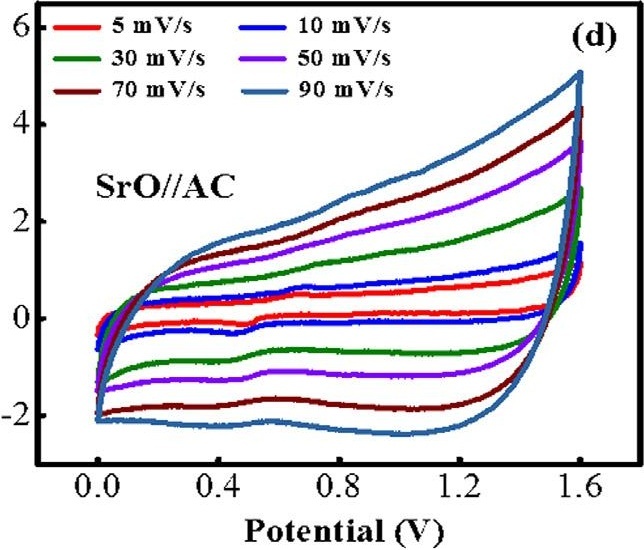 6
5 mV/s 10 mV/s (d)
30 mV/s 50 mV/s
70 mV/s 90 mV/s
4
SrO//AC
2
0
-2
0.0 0.4 0.8 1.2 1.6
Potential (V)